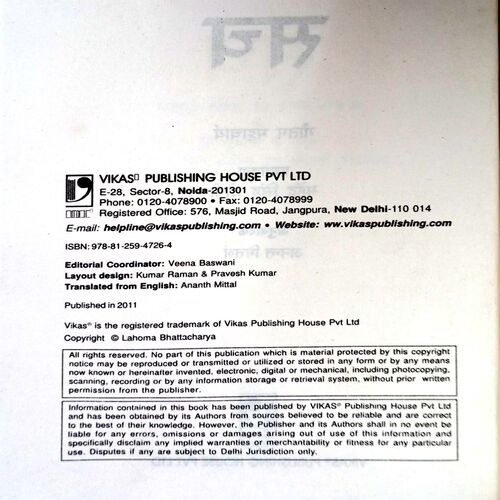 सच
गौतम भट्टाचार्य
VIKAS® PUBLISHING HOUSE PVT LTD
E-28, Sector-8, Noida-201301
Phone: 0120-4078900 • Fax: 0120-4078999
Registered Office: 576, Masjid Road, Jangpura, New Delhi-110 014
E-mail: helpline@vikaspublishing.com • Website: ww.vikaspublishing.com
ISBN: 978-81-259-4726-4
Editorial Coordinator: Veena Baswani
Layout design: Kumar Raman & Pravesh Kumar
Translated from English: Ananth Mittal
Published in 2011
Vikas® is the registered trademark of Vikas Publishing House Pvt Ltd
Copyright © Lahoma Bhattacharya
All rights reserved. No part of this publication which is material protected by this copyright
notice may be reproduced or transmitted or utilized or stored in any form or by any means
now known or hereinafter invented, electronic, digital or mechanical, including photocopying,
scanning, recording or by any information storage or retrieval system, without prior written
permission from the publisher.
Information contained in this book has been published by VIKAS® Publishing House Pvt Ltd
and has been obtained by its Authors from sources believed to be reliable and are correct
to the best of their knowledge. However, the Publisher and its Authors shall in no event be
liable for any errors, omissions or damages arising out of use of this information and
specifically disclaim any implied warranties or merchantability or fitness for any particular
use. Disputes if any are subject to Delhi Jurisdiction only.
VIKAS PUBLISHING HOUSE PVT LTD